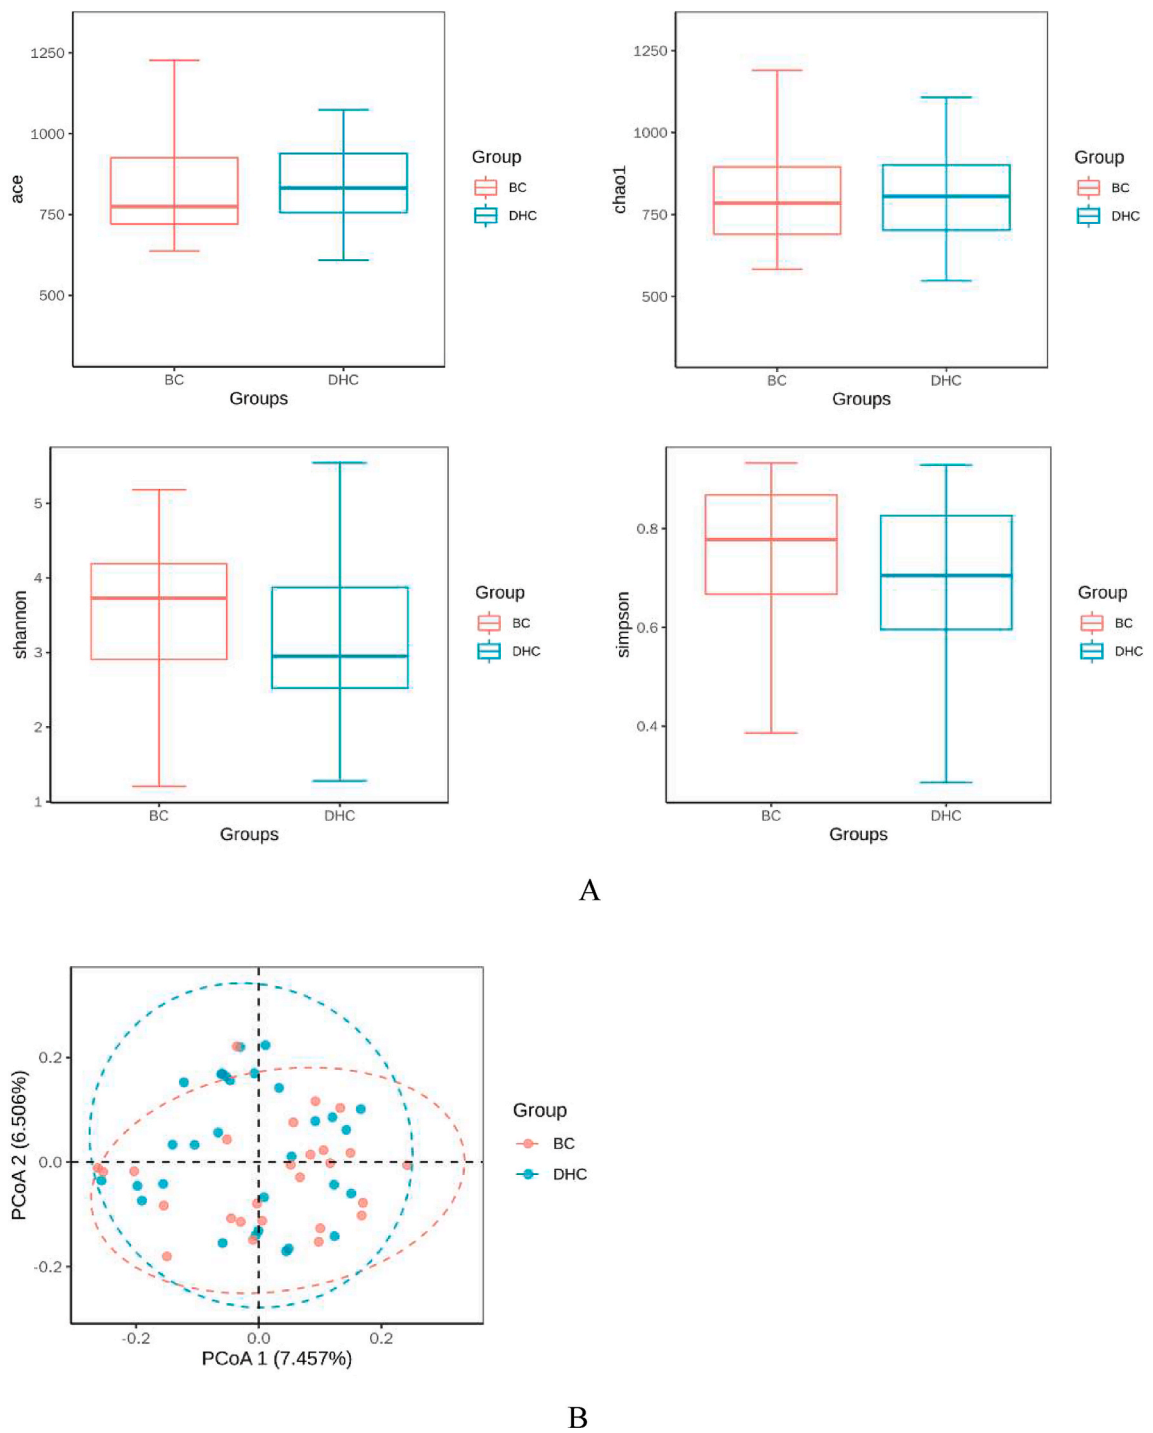 1250
1000
750
500
ace
BC
DHC
Groups
Group
BC
DHC
1250
1000
750
500
chao1
BC
DHC
Groups
Group
BC
DHC
5
4
3
2
1
shannon
BC
DHC
Groups
Group
BC
DHC
0.8
0.6
0.4
simpson
BC
DHC
Groups
Group
BC
DHC
A
0.2
0.0
-0.2
PCoA 2 (6.506%)
-0.2
0.0
0.2
PCoA 1 (7.457%)
Group
BC
DHC
B